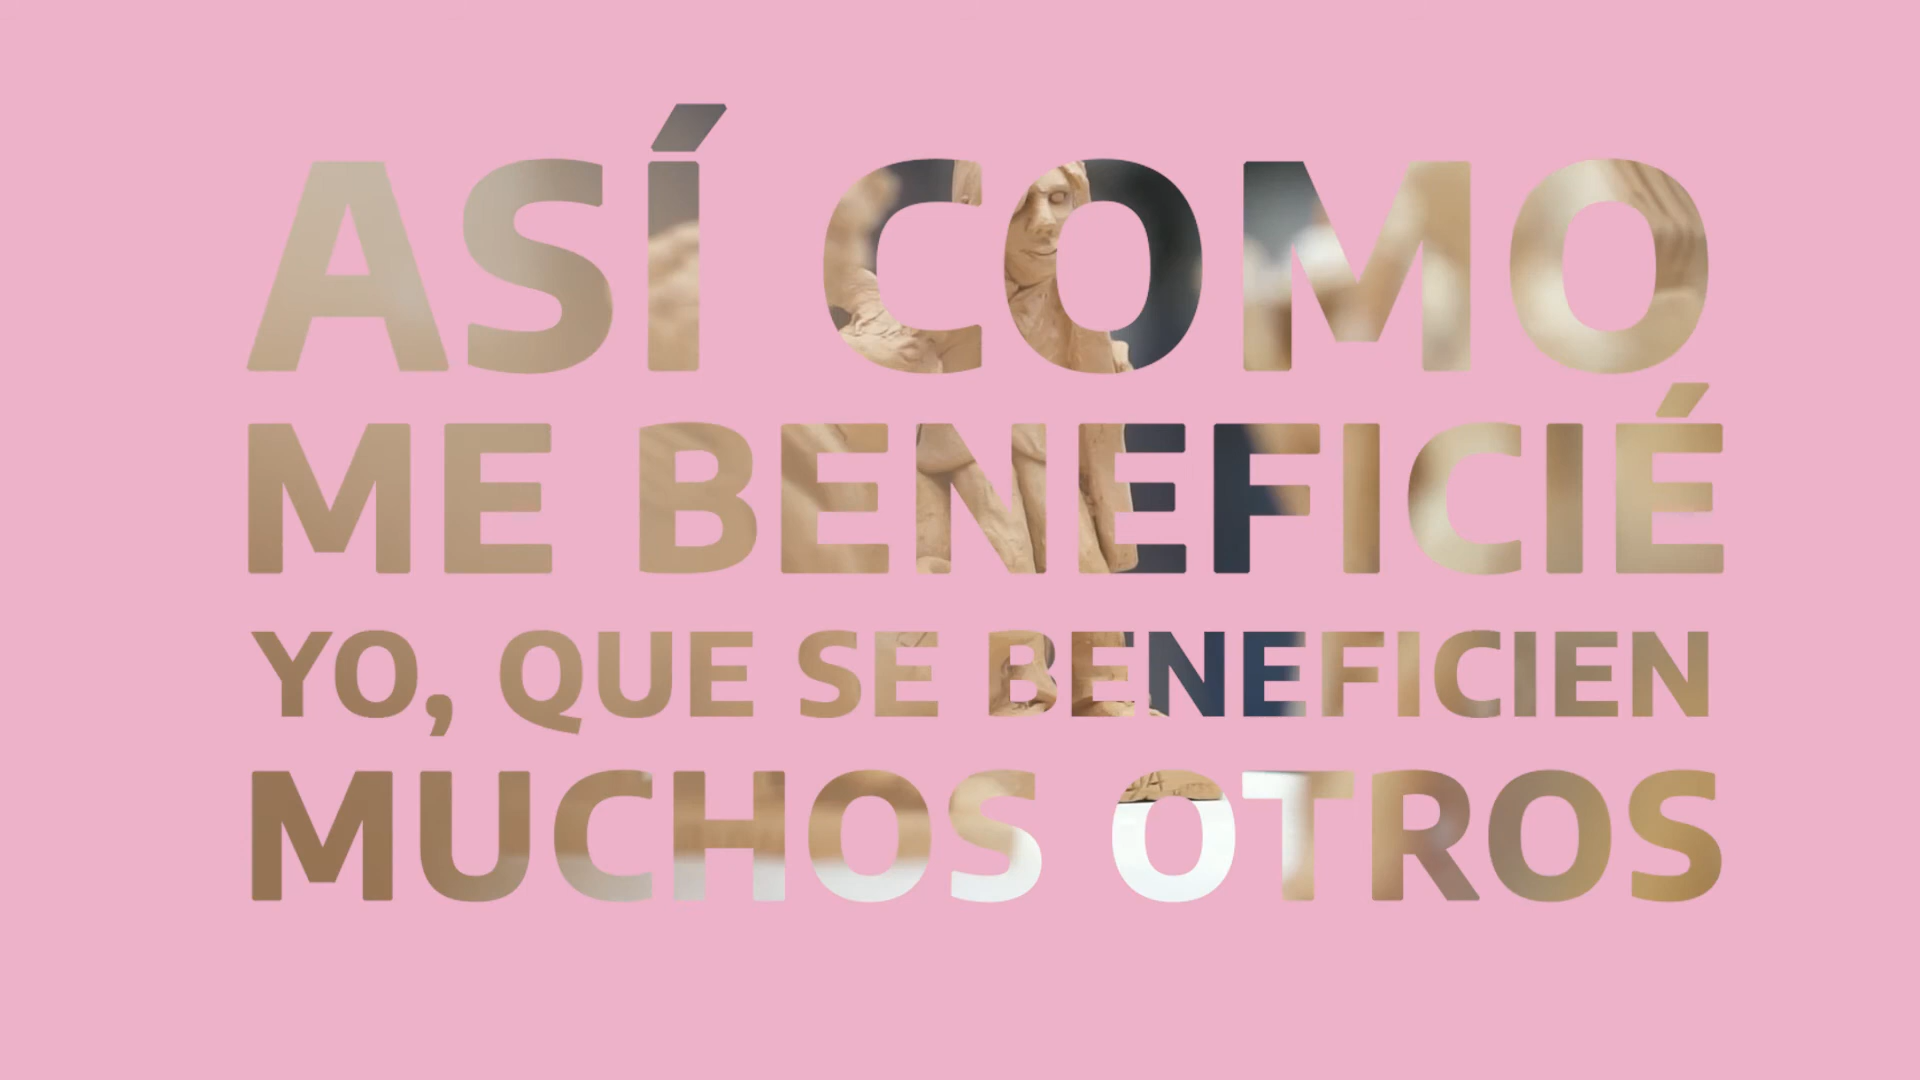 ASÍ COMO
ME BENEFICIÉ
YO, QUE SE BENEFICIEN
MUCHOS OTROS